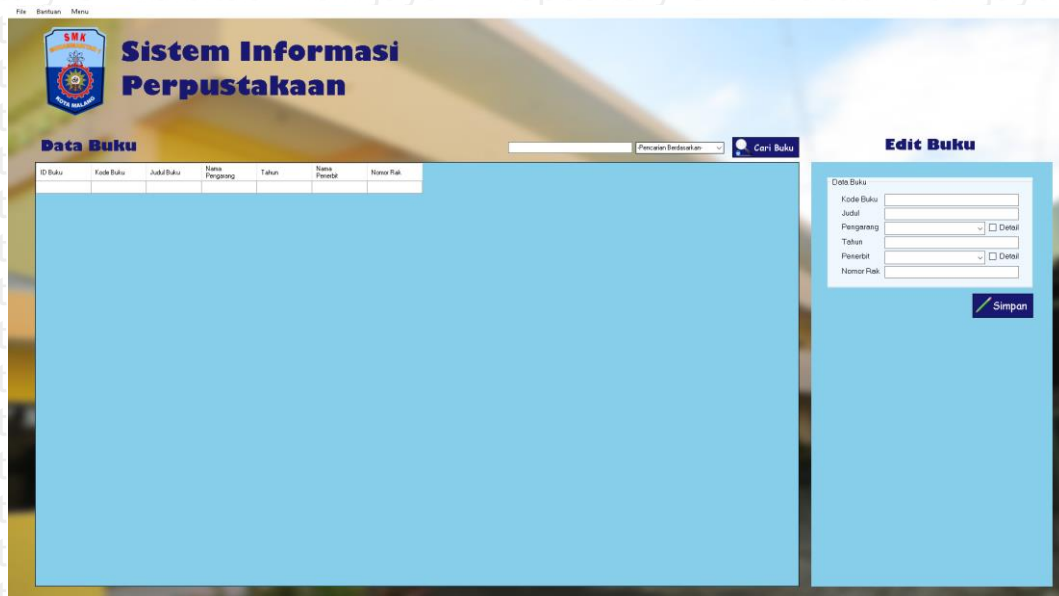 File Bantuan Menu
SMK
KOTA MALANG
Sistem Informasi
Perpustakaan
Data Buku
-Pencarian Berdasarkan-
Cari Buku
Edit Buku
ID Buku Kode Buku Judul Buku Nama Pengarang Tahun Nama Penerbit Nomor Rak
Data Buku
Kode Buku
Judul
Pengarang Detail
Tahun
Penerbit Detail
Nomor Rak
Simpan